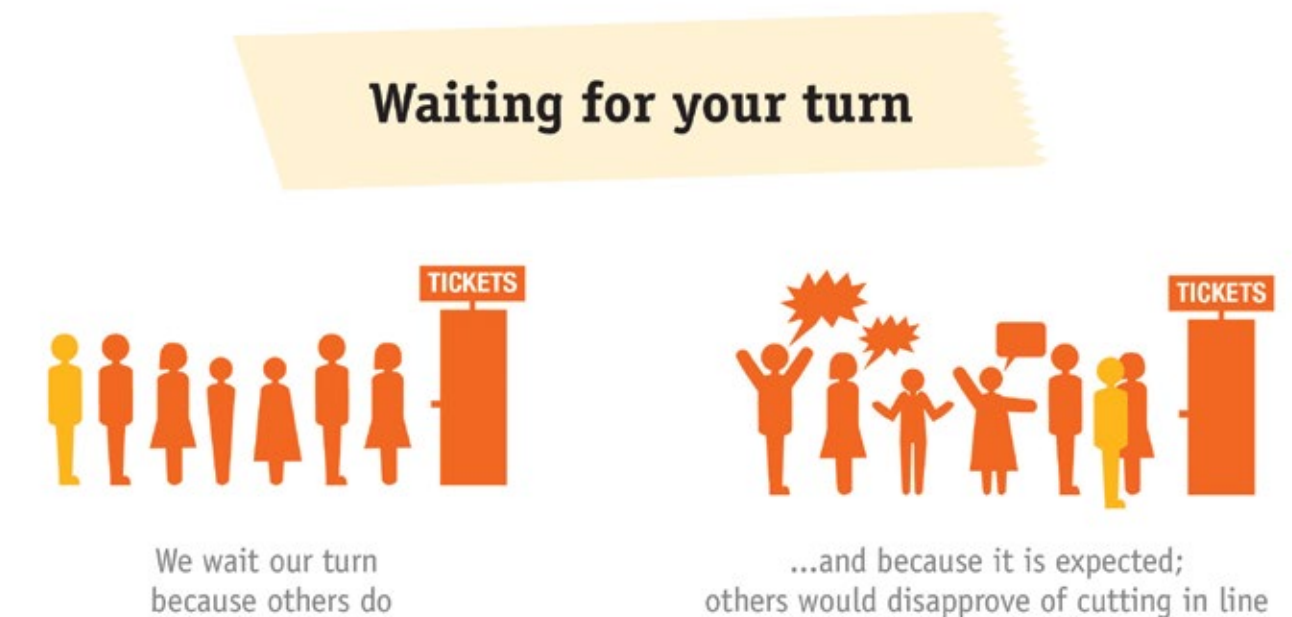 Waiting for your turn
TICKETS
TICKETS
We wait our turn
because others do
...and because it is expected;
others would disapprove of cutting in line